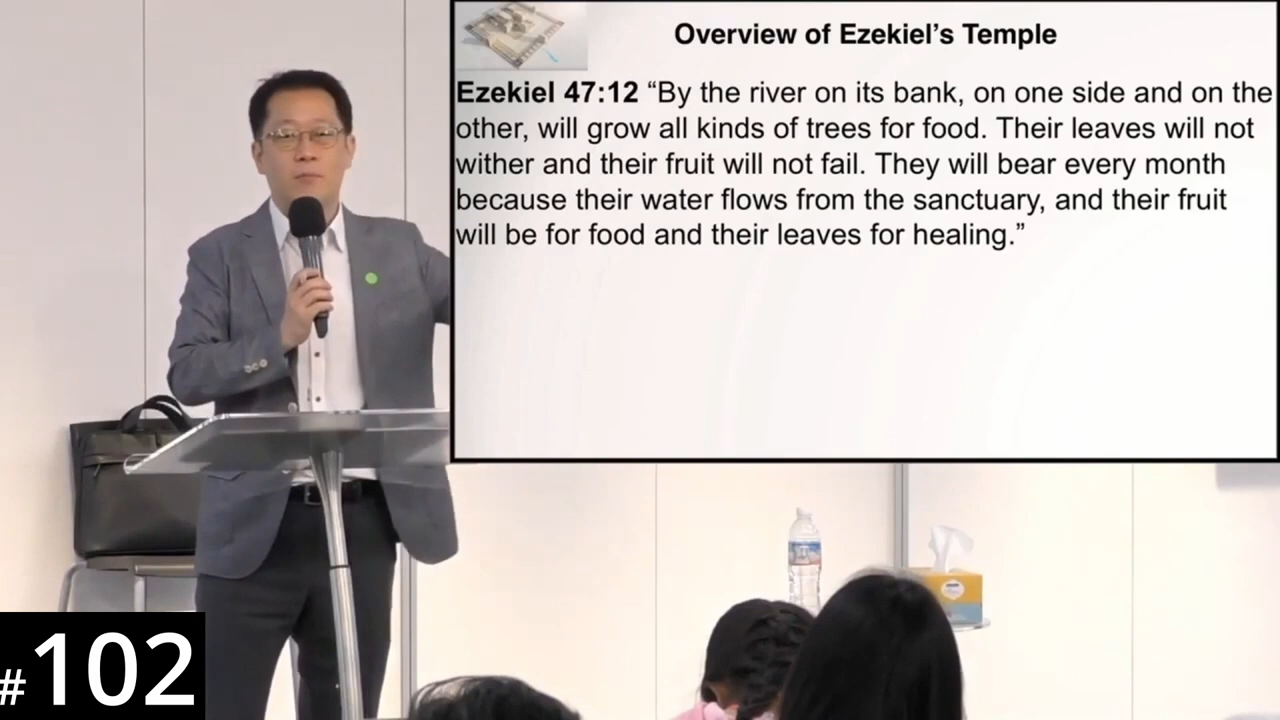 Overview of Ezekiel’s Temple
Ezekiel 47:12 “By the river on its bank, on one side and on the
other, will grow all kinds of trees for food. Their leaves will not
wither and their fruit will not fail. They will bear every month
because their water flows from the sanctuary, and their fruit
will be for food and their leaves for healing.”
#102